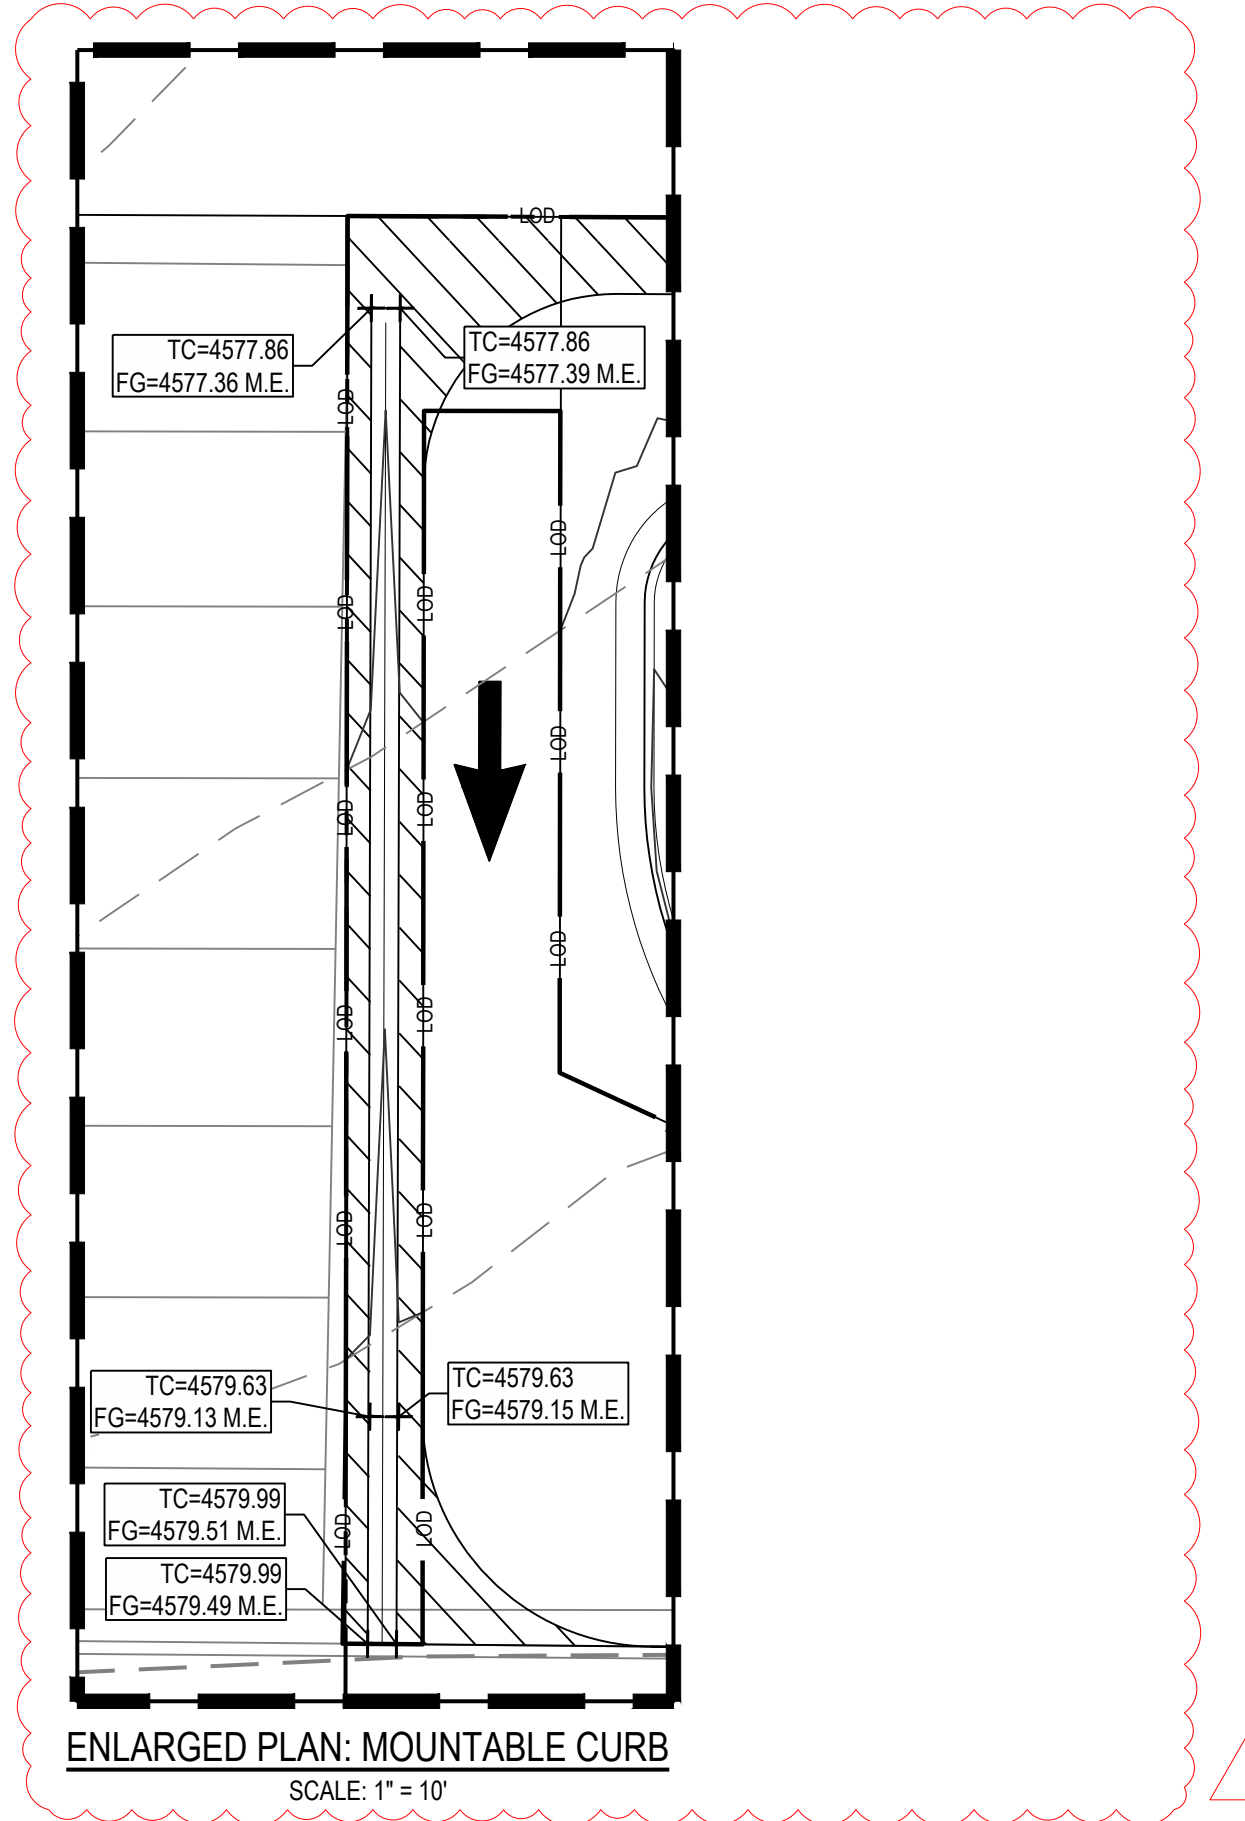 LOD
TC=4577.86
FG=4577.36 M.E.
TC=4577.86
FG=4577.39 M.E.
LOD
LOD
LOD
LOD
LOD
LOD
LOD
LOD
LOD
LOD
LOD
LOD
LOD
TC=4579.63
FG=4579.13 M.E.
TC=4579.63
FG=4579.15 M.E.
TC=4579.99
FG=4579.51 M.E.
LOD
LOD
TC=4579.99
FG=4579.49 M.E.
ENLARGED PLAN: MOUNTABLE CURB
SCALE: 1" = 10'